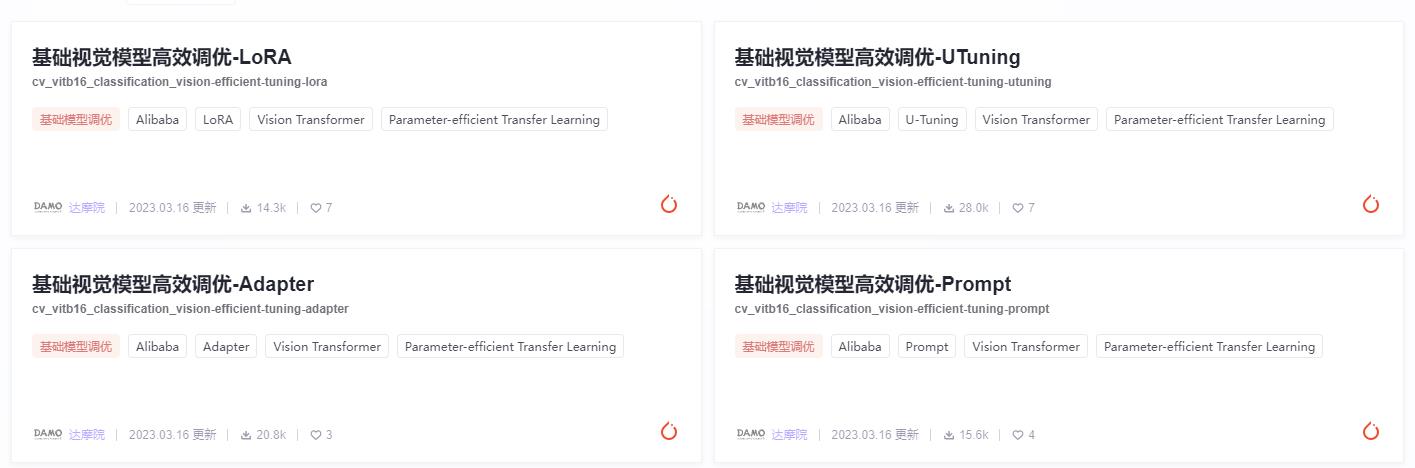 基础视觉模型高效调优-LoRA
cv_vitb16_classification_vision-efficient-tuning-lora
基础模型调优 Alibaba LoRA Vision Transformer Parameter-efficient Transfer Learning
DAMO 达摩院 2023.03.16 更新 14.3k 7
基础视觉模型高效调优-UTuning
cv_vitb16_classification_vision-efficient-tuning-utuning
基础模型调优 Alibaba U-Tuning Vision Transformer Parameter-efficient Transfer Learning
DAMO 达摩院 2023.03.16 更新 28.0k 7
基础视觉模型高效调优-Adapter
cv_vitb16_classification_vision-efficient-tuning-adapter
基础模型调优 Alibaba Adapter Vision Transformer Parameter-efficient Transfer Learning
DAMO 达摩院 2023.03.16 更新 20.8k 3
基础视觉模型高效调优-Prompt
cv_vitb16_classification_vision-efficient-tuning-prompt
基础模型调优 Alibaba Prompt Vision Transformer Parameter-efficient Transfer Learning
DAMO 达摩院 2023.03.16 更新 15.6k 4